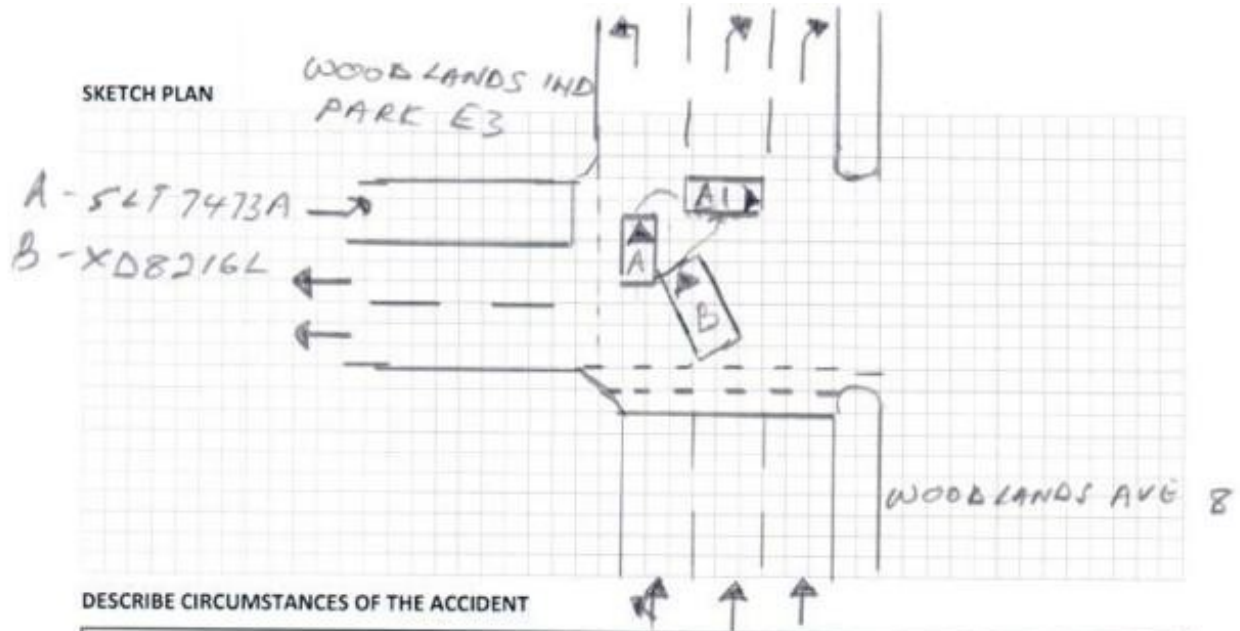 SKETCH PLAN
WOODLANDS IND
PARK E3
A - SLT7473A
B - XD8216L
A1
A
B
WOODLANDS AVE 8
DESCRIBE CIRCUMSTANCES OF THE ACCIDENT